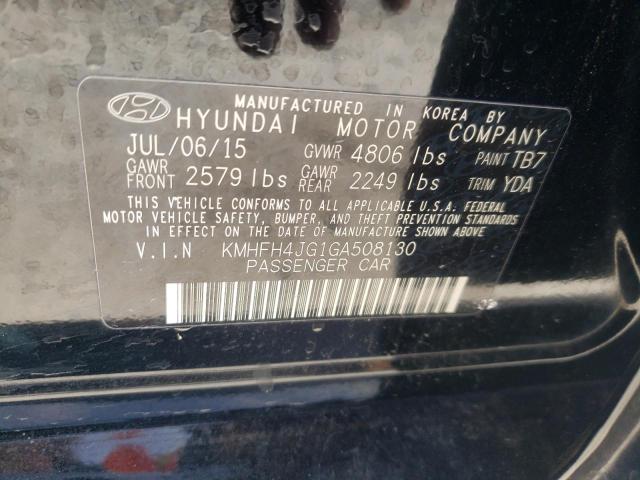 MANUFACTURED IN KOREA BY
HYUNDAI MOTOR COMPANY
JUL/06/15 GVWR 4806 lbs PAINT TB7
GAWR FRONT 2579 lbs GAWR REAR 2249 lbs TRIM YDA
THIS VEHICLE CONFORMS TO ALL APPLICABLE U.S.A. FEDERAL
MOTOR VEHICLE SAFETY, BUMPER, AND THEFT PREVENTION STANDARDS
IN EFFECT ON THE DATE OF MANUFACTURE SHOWN ABOVE.
V.I.N KMHFH4JG1GA508130
PASSENGER CAR